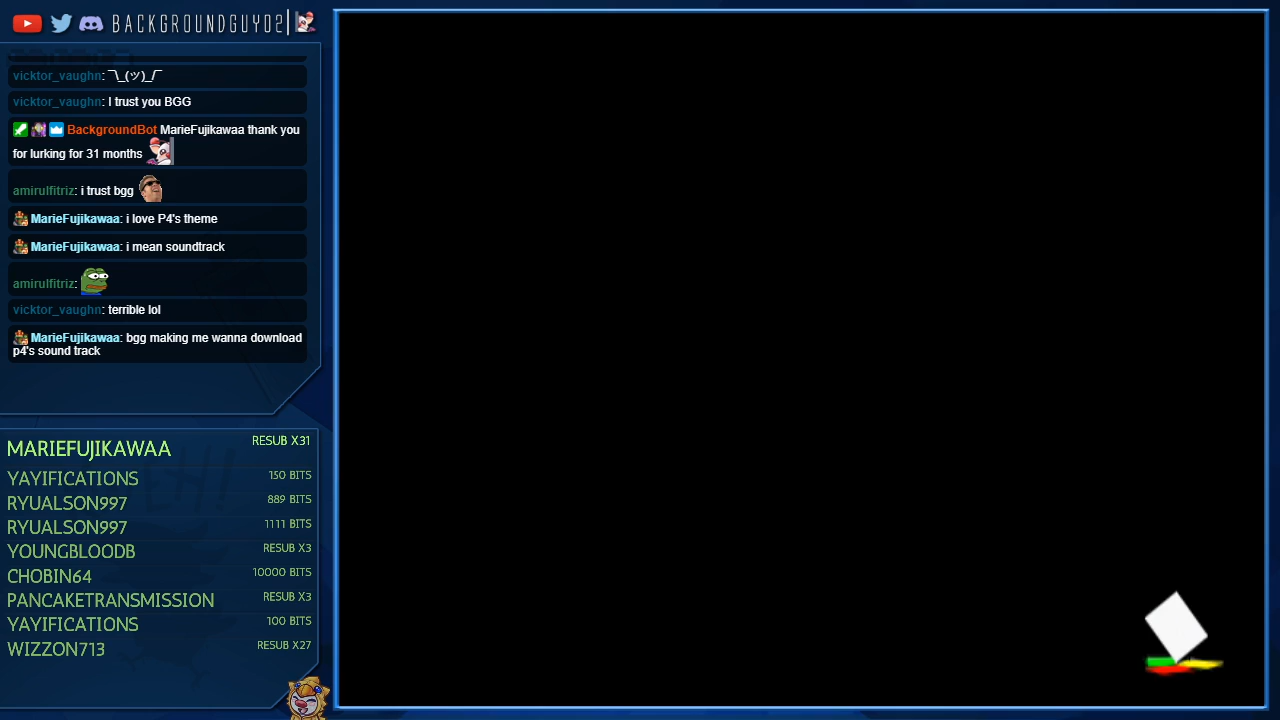 BACKGROUNDGUY02
vicktor_vaughn: ¯\_(ツ)_/¯
vicktor_vaughn: I trust you BGG
BackgroundBot MarieFujikawaa thank you
for lurking for 31 months
amirulfitriz: i trust bgg
MarieFujikawaa: i love P4's theme
MarieFujikawaa: i mean soundtrack
amirulfitriz:
vicktor_vaughn: terrible lol
MarieFujikawaa: bgg making me wanna download
p4's sound track
MARIEFUJIKAWAA RESUB X31
YAYIFICATIONS 150 BITS
RYUALSON997 889 BITS
RYUALSON997 1111 BITS
YOUNGBLOODB RESUB X3
CHOBIN64 10000 BITS
PANCAKETRANSMISSION RESUB X3
YAYIFICATIONS 100 BITS
WIZZON713 RESUB X27